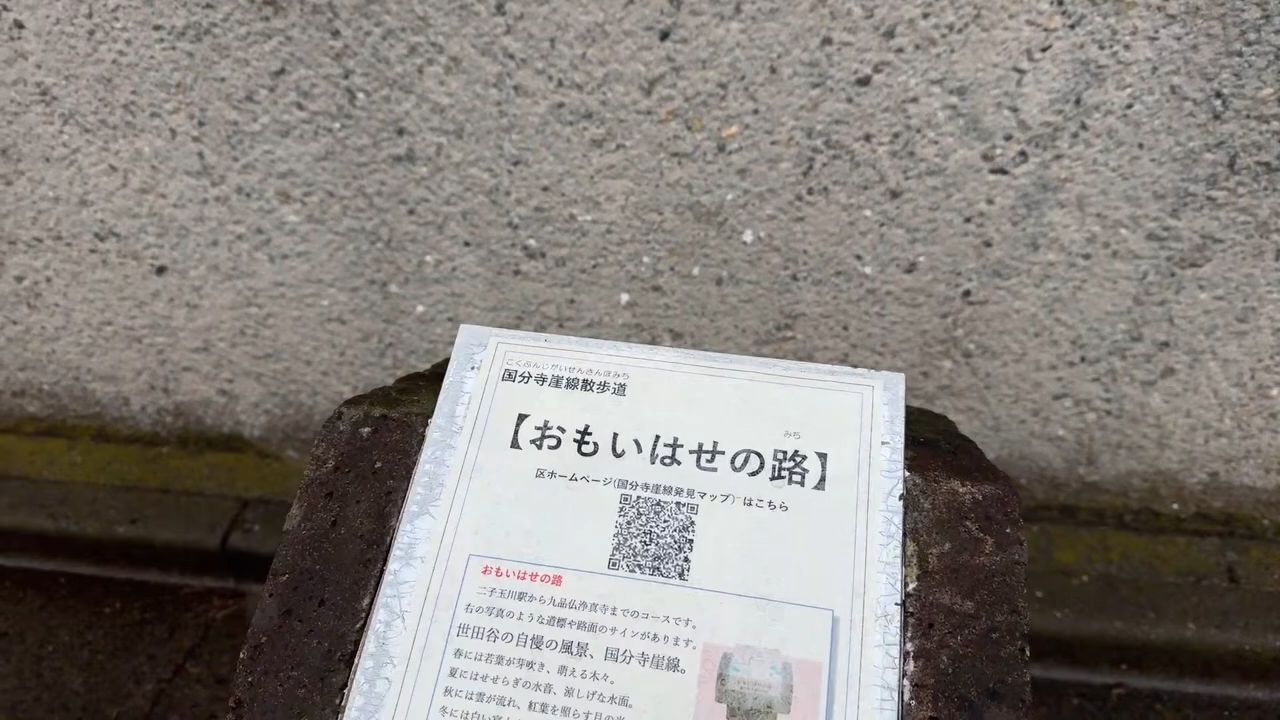 こくぶんじがいせんさんぽみち
国分寺崖線散歩道
みち
【おもいはせの路】
区ホームページ(国分寺崖線発見マップ)はこちら
おもいはせの路
二子玉川駅から九品仏浄真寺までのコースです。
右の写真のような道標や路面のサインがあります。
世田谷の自慢の風景、国分寺崖線。
春には若葉が芽吹き、萌える木々。
夏にはせせらぎの水音、涼しげな水面。
秋には雲が流れ、紅葉を照らす月の光
冬には白い